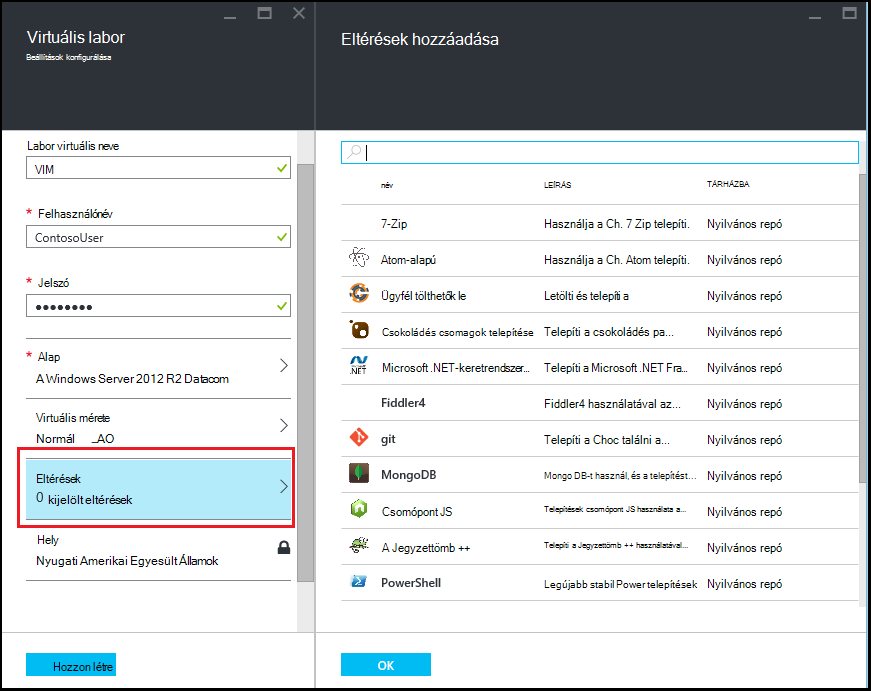 Virtuális labor
Beállítások konfigurálása
Labor virtuális neve
VIM
* Felhasználónév
ContosoUser
* Jelszó
••••••••
* Alap
A Windows Server 2012 R2 Datacom
Virtuális mérete
Normál _AO
Eltérések
0 kijelölt eltérések
Hely
Nyugati Amerikai Egyesült Államok
Hozzon létre
Eltérések hozzáadása
név LEÍRÁS TÁRHÁZBA
7-Zip Használja a Ch. 7 Zip telepíti. Nyilvános repó
Atom-alapú Használja a Ch. Atom telepíti. Nyilvános repó
Ügyfél tölthetők le Letölti és telepíti a Nyilvános repó
Csokoládés csomagok telepítése Telepíti a csokoládés pa... Nyilvános repó
.NET Microsoft .NET-keretrendszer... Telepíti a Microsoft .NET Fra... Nyilvános repó
Fiddler4 Fiddler4 használatával az... Nyilvános repó
git Telepíti a Choc találni a... Nyilvános repó
MongoDB Mongo DB-t használ, és a telepítést... Nyilvános repó
Csomópont JS Telepítések csomópont JS használata a... Nyilvános repó
A Jegyzettömb ++ Telepíti a Jegyzettömb ++ használatával... Nyilvános repó
PowerShell Legújabb stabil Power telepítések Nyilvános repó
OK